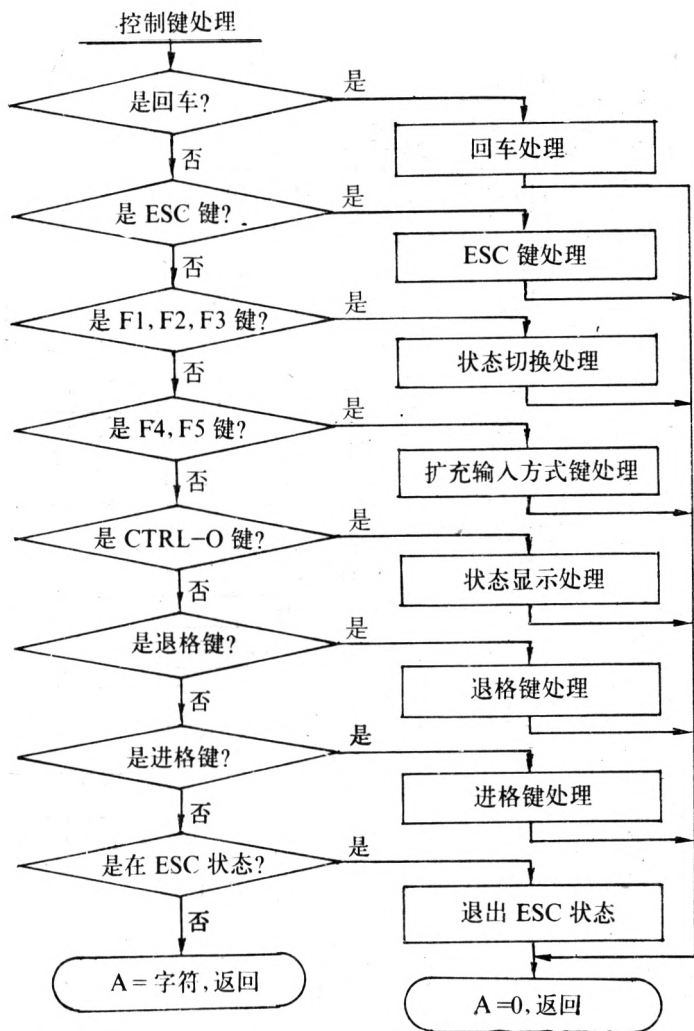 控制键处理
是回车?
是
回车处理
否
是 ESC 键?
是
ESC 键处理
否
是 F1, F2, F3 键?
是
状态切换处理
否
是 F4, F5 键?
是
扩充输入方式键处理
否
是 CTRL-O 键?
是
状态显示处理
否
是退格键?
是
退格键处理
否
是进格键?
是
进格键处理
否
是在 ESC 状态?
是
退出 ESC 状态
否
A = 字符, 返回
A =0, 返回